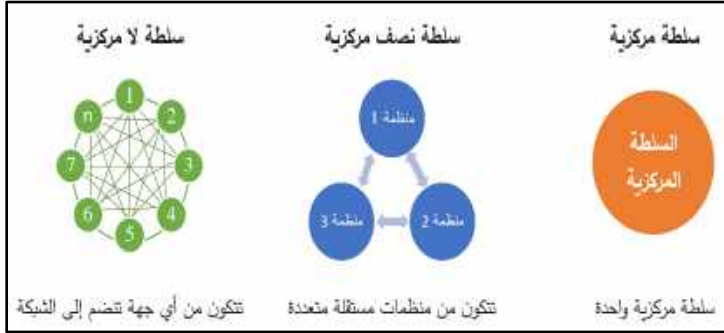 سلطة مركزية
السلطة
المركزية
سلطة مركزية واحدة
سلطة نصف مركزية
منظمة 1
منظمة 2
منظمة 3
تتكون من منظمات مستقلة متعددة
سلطة لا مركزية
1
2
3
4
5
6
7
n
تتكون من أي جهة تنضم إلى الشبكة